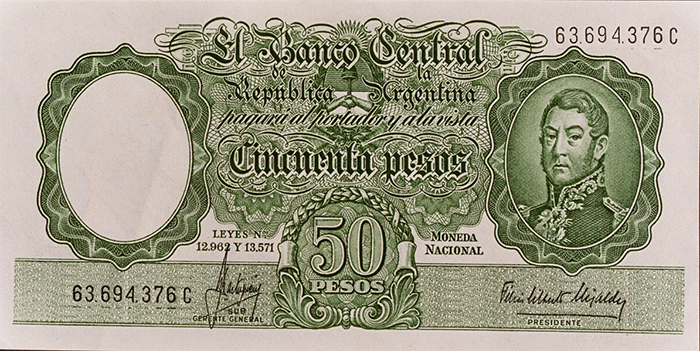 63.694.376 C
El Banco Central
de la
República Argentina
pagará al portador y a la vista
Cincuenta pesos
LEYES Nos
12.962 Y 13.571
MONEDA
NACIONAL
50
PESOS
63.694.376 C
SUB
GERENTE GENERAL
PRESIDENTE